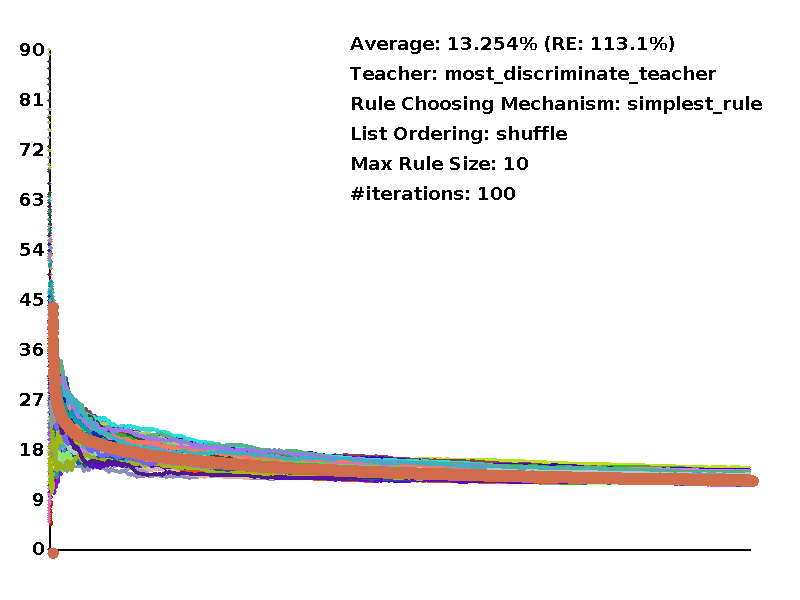 Average: 13.254% (RE: 113.1%)
Teacher: most_discriminate_teacher
Rule Choosing Mechanism: simplest_rule
List Ordering: shuffle
Max Rule Size: 10
#iterations: 100
90
81
72
63
54
45
36
27
18
9
0